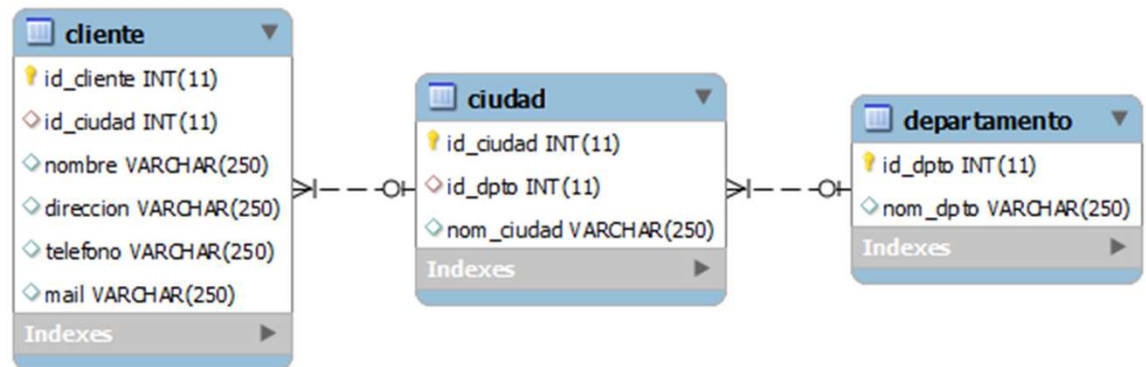 cliente
id_cliente INT(11)
id_ciudad INT(11)
nombre VARCHAR(250)
direccion VARCHAR(250)
telefono VARCHAR(250)
mail VARCHAR(250)
Indexes
ciudad
id_ciudad INT(11)
id_dpto INT(11)
nom_ciudad VARCHAR(250)
Indexes
departamento
id_dpto INT(11)
nom_dpto VARCHAR(250)
Indexes